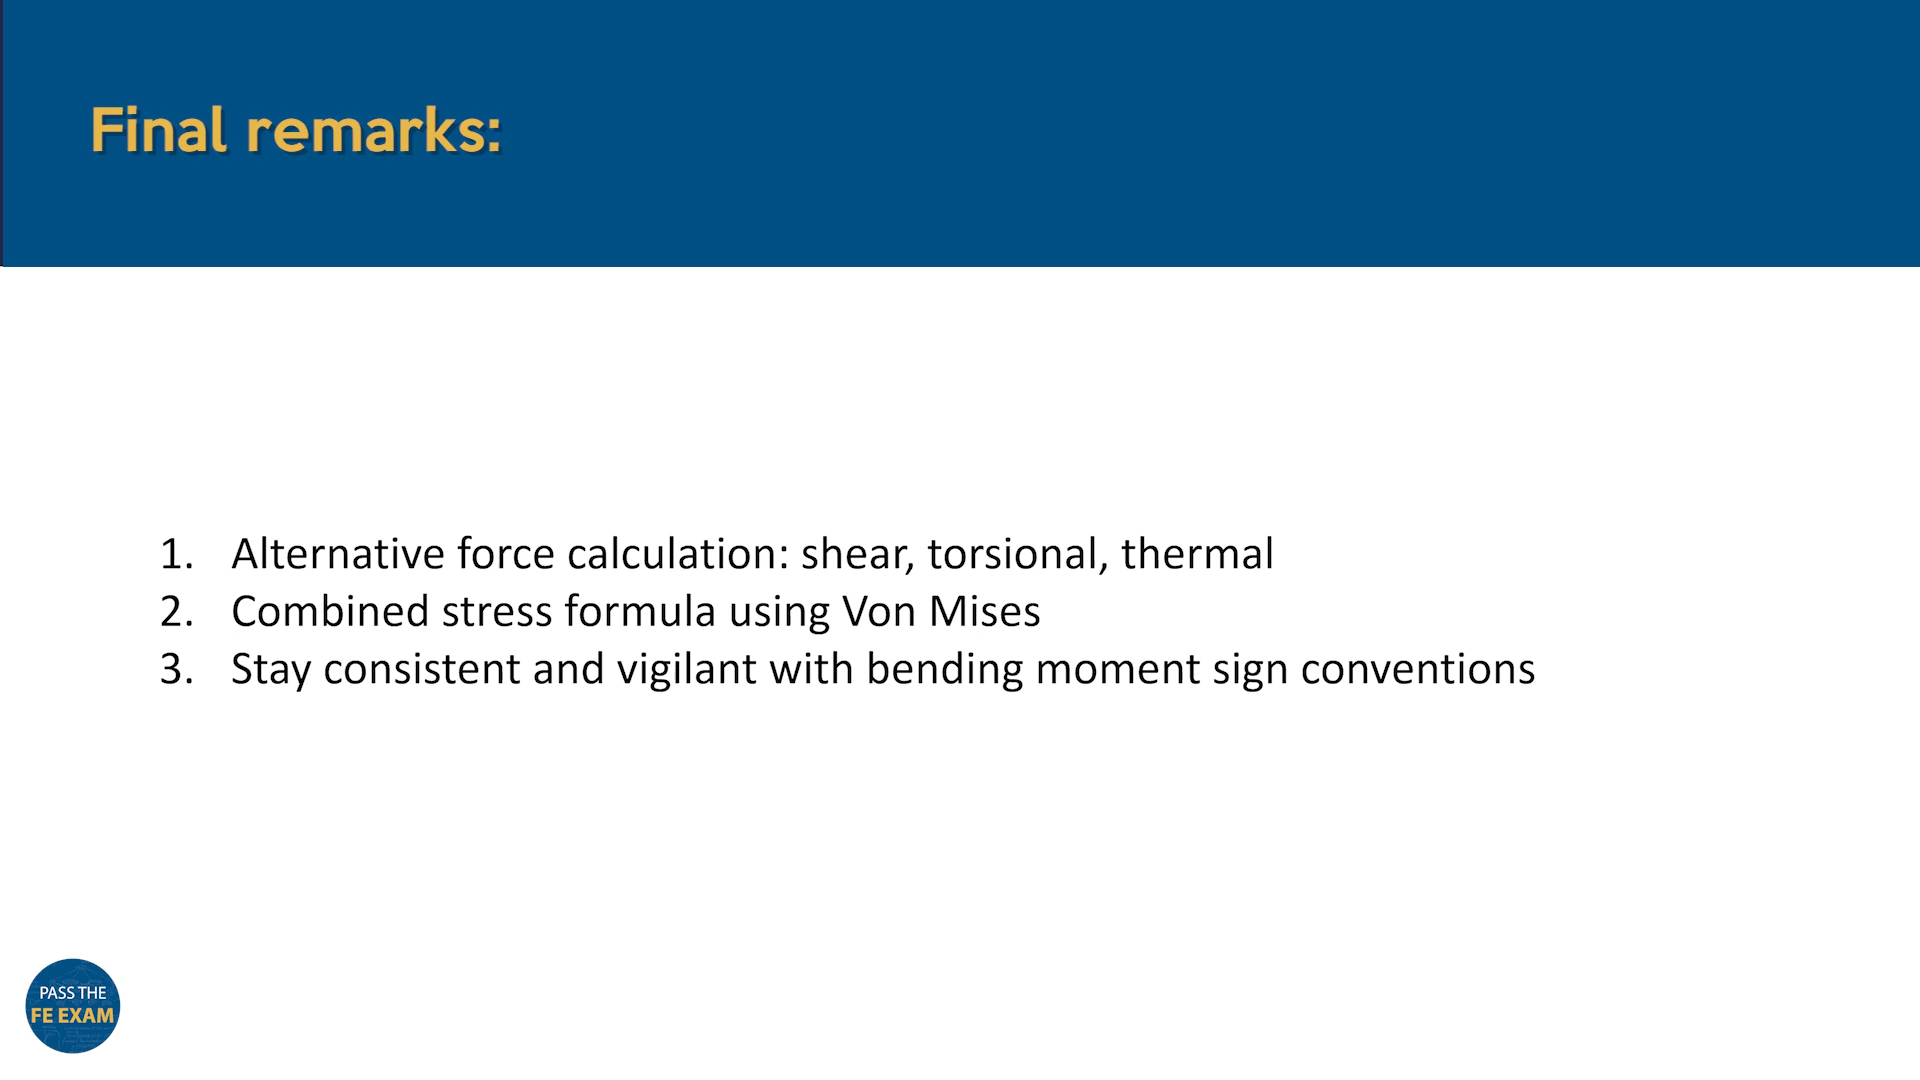 Final remarks:
1. Alternative force calculation: shear, torsional, thermal
2. Combined stress formula using Von Mises
3. Stay consistent and vigilant with bending moment sign conventions
PASS THE
FE EXAM